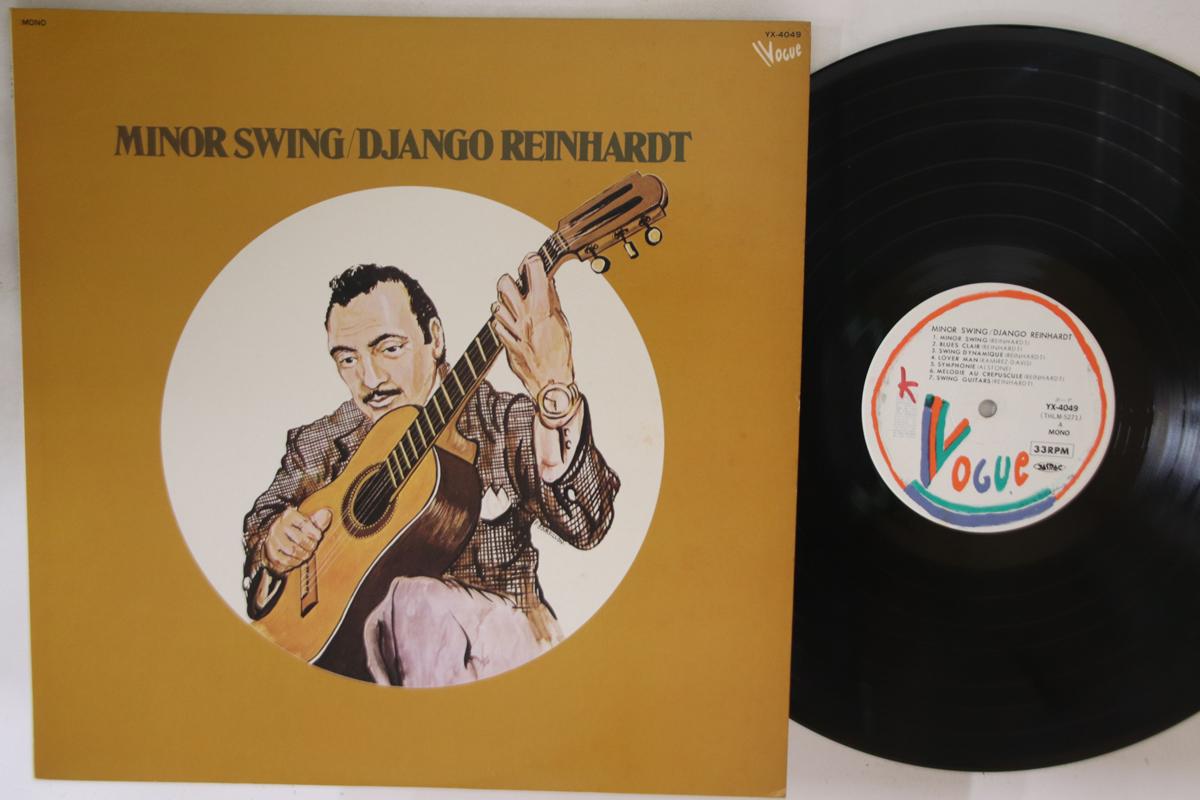 MONO
YX-4049
VOGUE
MINOR SWING/DJANGO REINHARDT
MINOR SWING/DJANGO REINHARDT
1. MINOR SWING (REINHARDT)
2. BLUES CLAIR (REINHARDT)
3. SWING DYNAMIQUE (REINHARDT)
4. LOVER MAN (RAMIREZ-DAVIS)
5. SYMPHONIE (ALSTONE)
6. MELODIE AU CREPUSCULE (REINHARDT)
7. SWING GUITARS (REINHARDT)
YX-4049
(THLM-5271)
A
MONO
33RPM
VOGUE